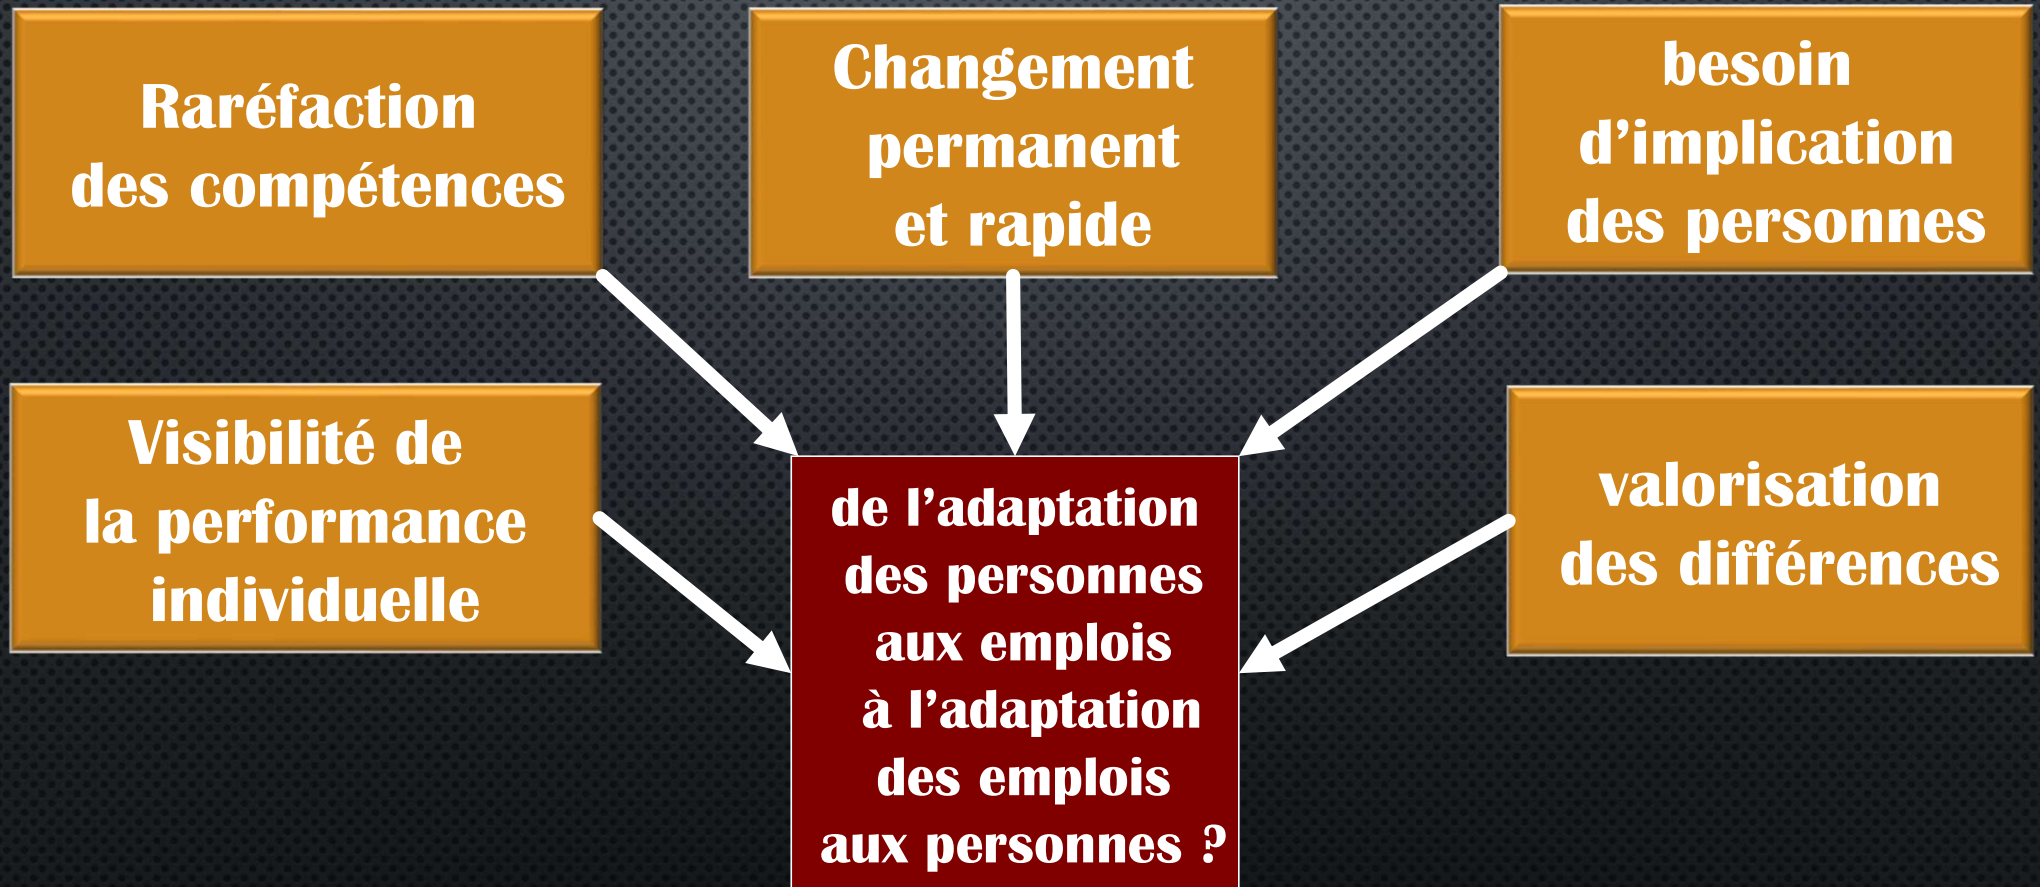 Raréfaction
des compétences
Changement
permanent
et rapide
besoin
d’implication
des personnes
Visibilité de
la performance
individuelle
valorisation
des différences
de l’adaptation
des personnes
aux emplois
à l’adaptation
des emplois
aux personnes ?